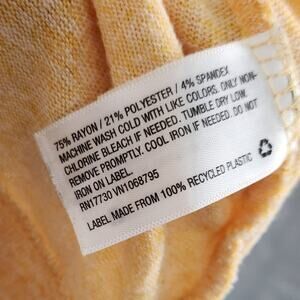 75% RAYON / 21% POLYESTER / 4% SPANDEX
MACHINE WASH COLD WITH LIKE COLORS. ONLY NON-
CHLORINE BLEACH IF NEEDED. TUMBLE DRY LOW.
REMOVE PROMPTLY. COOL IRON IF NEEDED. DO NOT
IRON ON LABEL.
RN17730 VN1068795
LABEL MADE FROM 100% RECYCLED PLASTIC